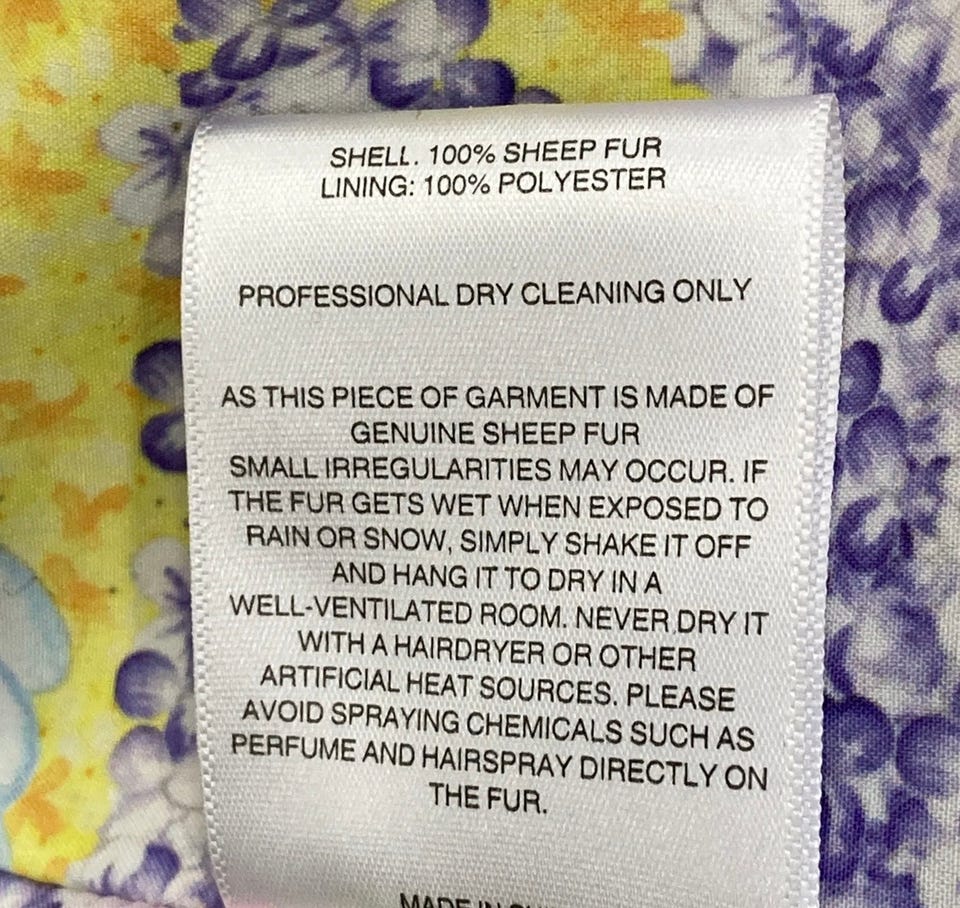 SHELL. 100% SHEEP FUR
LINING: 100% POLYESTER
PROFESSIONAL DRY CLEANING ONLY
AS THIS PIECE OF GARMENT IS MADE OF
GENUINE SHEEP FUR
SMALL IRREGULARITIES MAY OCCUR. IF
THE FUR GETS WET WHEN EXPOSED TO
RAIN OR SNOW, SIMPLY SHAKE IT OFF
AND HANG IT TO DRY IN A
WELL-VENTILATED ROOM. NEVER DRY IT
WITH A HAIRDRYER OR OTHER
ARTIFICIAL HEAT SOURCES. PLEASE
AVOID SPRAYING CHEMICALS SUCH AS
PERFUME AND HAIRSPRAY DIRECTLY ON
THE FUR.
MADE IN